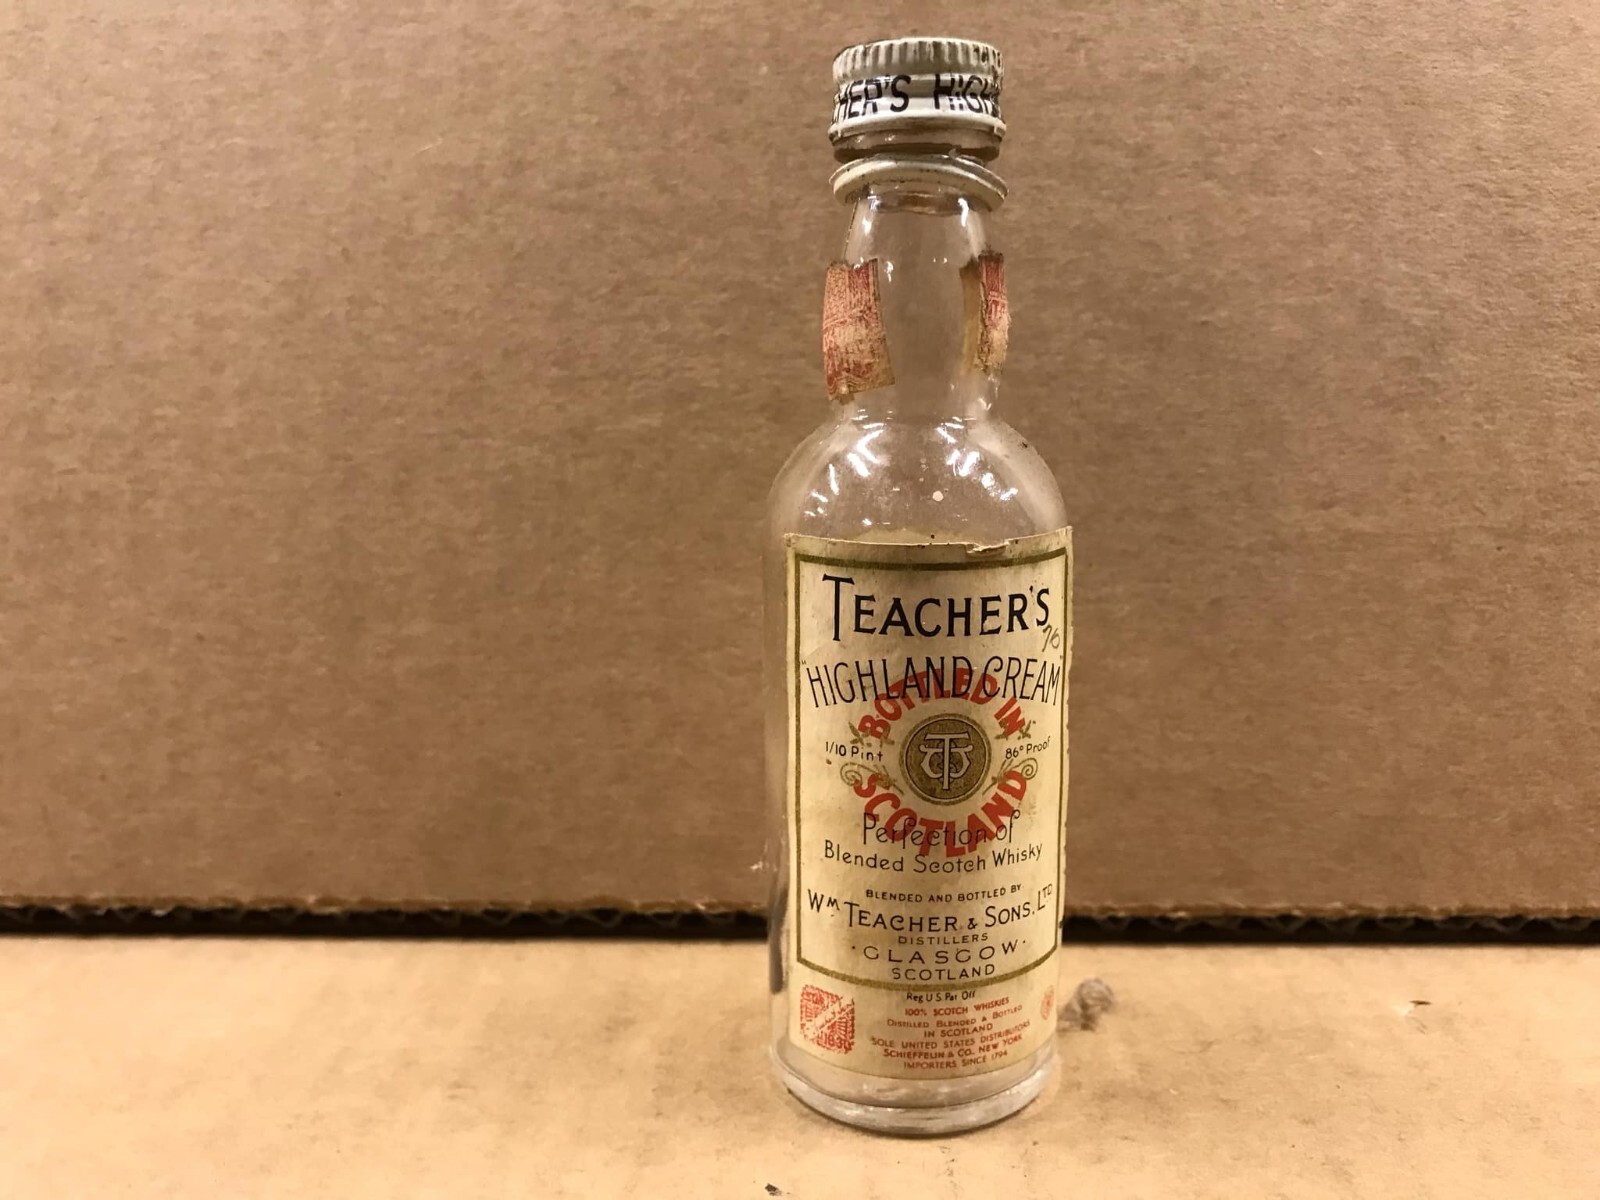 HER'S HIGH
TEACHER'S
76
"HIGHLAND CREAM"
BOTTLED IN
1/10 Pint
86° Proof
SCOTLAND
Perfection of
Blended Scotch Whisky
BLENDED AND BOTTLED BY
WM TEACHER & SONS, LTD
DISTILLERS
· GLASGOW ·
SCOTLAND
Reg U S Pat Off
100% SCOTCH WHISKIES
DISTILLED BLENDED & BOTTLED
IN SCOTLAND
SOLE UNITED STATES DISTRIBUTORS
SCHIEFFELIN & CO. NEW YORK
IMPORTERS SINCE 1794